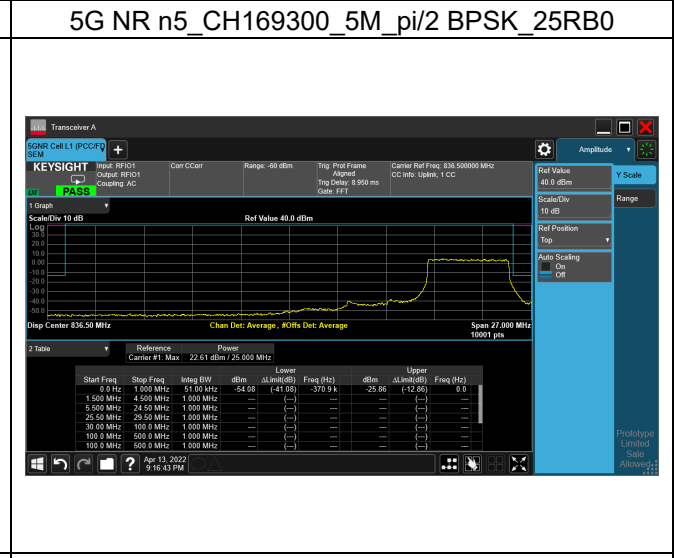 5G NR n5_CH169300_5M_pi/2 BPSK_25RB0
Transceiver A
5GNR Cell L1 (PCC/FD
SEM
Amplitude
KEYSIGHT
LVI
PASS
Input: RFIO1
Output: RFIO1
Coupling: AC
Corr CCorr
Range: -60 dBm
Trig: Prot Frame
Aligned
Trig Delay: 8.950 ms
Gate: FFT
Carrier Ref Freq: 836.500000 MHz
CC Info: Uplink, 1 CC
Ref Value
40.0 dBm
Scale/Div
10 dB
Ref Position
Top
Auto Scaling
On
Off
Y Scale
Range
1 Graph
Scale/Div 10 dB
Ref Value 40.0 dBm
Log
30.0
20.0
10.0
0.00
-10.0
-20.0
-30.0
-40.0
-50.0
Disp Center 836.50 MHz
Chan Det: Average , #Offs Det: Average
Span 27.000 MHz
10001 pts
2 Table
Reference Power
Carrier #1: Max 22.61 dBm / 25.000 MHz
Lower Upper
Start Freq Stop Freq Integ BW dBm ΔLimit(dB) Freq (Hz) dBm ΔLimit(dB) Freq (Hz)
0.0 Hz 1.000 MHz 51.00 kHz -54.08 (-41.08) -370.9 k -25.86 (-12.86) 0.0
1.500 MHz 4.500 MHz 1.000 MHz --- (---) --- --- (---) ---
5.500 MHz 24.50 MHz 1.000 MHz --- (---) --- --- (---) ---
25.50 MHz 29.50 MHz 1.000 MHz --- (---) --- --- (---) ---
30.00 MHz 100.0 MHz 1.000 MHz --- (---) --- --- (---) ---
100.0 MHz 500.0 MHz 1.000 MHz --- (---) --- --- (---) ---
100.0 MHz 500.0 MHz 1.000 MHz --- (---) --- --- (---) ---
Apr 13, 2022
9:16:43 PM
Prototype
Limited
Sale
Allowed